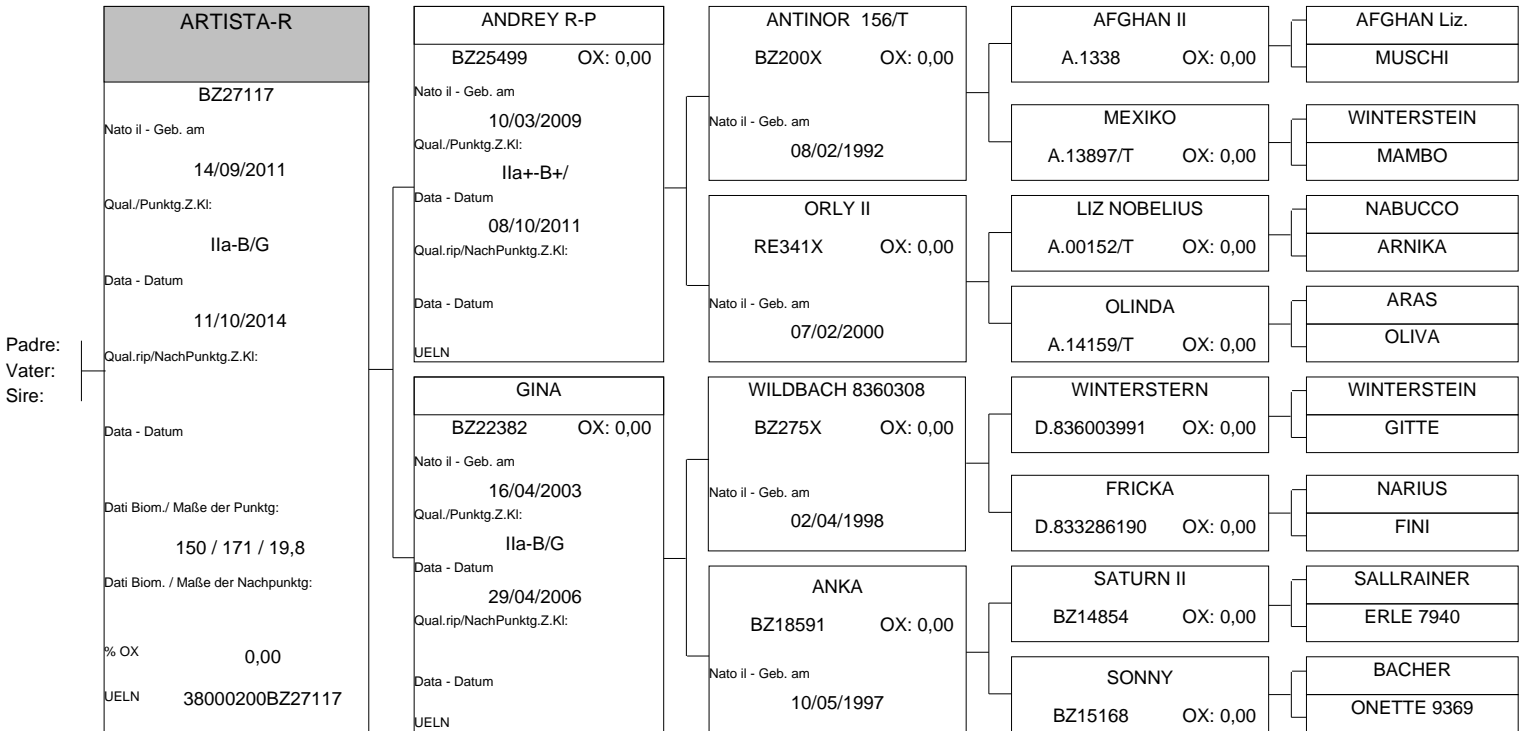 Padre:
Vater:
Sire:
ARTISTA-R
BZ27117
Nato il - Geb. am
14/09/2011
Qual./Punktg.Z.Kl:
IIa-B/G
Data - Datum
11/10/2014
Qual.rip/NachPunktg.Z.Kl:
Data - Datum
Dati Biom./ Maße der Punktg:
150 / 171 / 19,8
Dati Biom. / Maße der Nachpunktg:
% OX 0,00
UELN 38000200BZ27117
ANDREY R-P
BZ25499 OX: 0,00
Nato il - Geb. am
10/03/2009
Qual./Punktg.Z.Kl:
IIa+-B+/
Data - Datum
08/10/2011
Qual.rip/NachPunktg.Z.Kl:
Data - Datum
UELN
GINA
BZ22382 OX: 0,00
Nato il - Geb. am
16/04/2003
Qual./Punktg.Z.Kl:
IIa-B/G
Data - Datum
29/04/2006
Qual.rip/NachPunktg.Z.Kl:
Data - Datum
UELN
ANTINOR 156/T
BZ200X OX: 0,00
Nato il - Geb. am
08/02/1992
ORLY II
RE341X OX: 0,00
Nato il - Geb. am
07/02/2000
WILDBACH 8360308
BZ275X OX: 0,00
Nato il - Geb. am
02/04/1998
ANKA
BZ18591 OX: 0,00
Nato il - Geb. am
10/05/1997
AFGHAN II
A.1338 OX: 0,00
MEXIKO
A.13897/T OX: 0,00
LIZ NOBELIUS
A.00152/T OX: 0,00
OLINDA
A.14159/T OX: 0,00
WINTERSTERN
D.836003991 OX: 0,00
FRICKA
D.833286190 OX: 0,00
SATURN II
BZ14854 OX: 0,00
SONNY
BZ15168 OX: 0,00
AFGHAN Liz.
MUSCHI
WINTERSTEIN
MAMBO
NABUCCO
ARNIKA
ARAS
OLIVA
WINTERSTEIN
GITTE
NARIUS
FINI
SALLRAINER
ERLE 7940
BACHER
ONETTE 9369